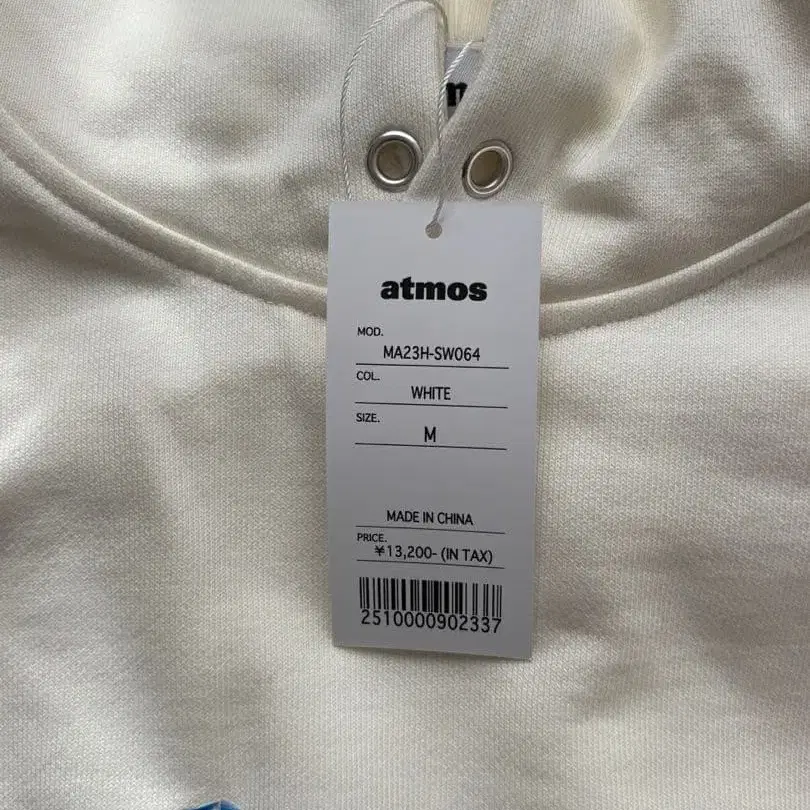 atmos
MOD.
MA23H-SW064
COL.
WHITE
SIZE.
M
MADE IN CHINA
PRICE.
¥13,200- (IN TAX)
2510000902337